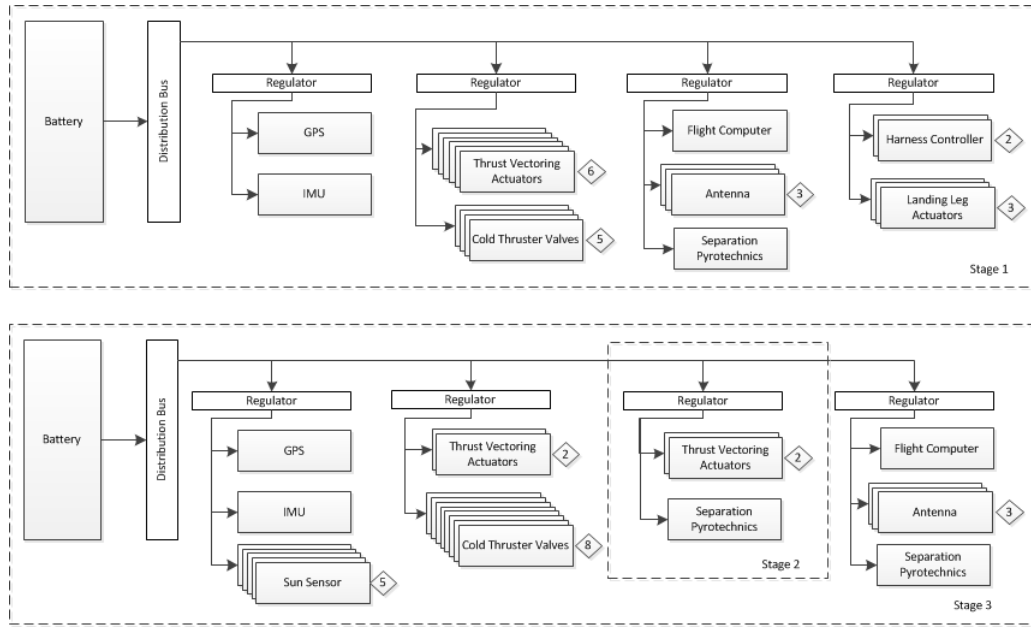 Battery
Distribution Bus
Regulator
GPS
IMU
Regulator
Thrust Vectoring
Actuators
6
Cold Thruster Valves
5
Regulator
Flight Computer
Antenna
3
Separation
Pyrotechnics
Regulator
Harness Controller
2
Landing Leg
Actuators
3
Stage 1
Battery
Distribution Bus
Regulator
GPS
IMU
Sun Sensor
5
Regulator
Thrust Vectoring
Actuators
2
Cold Thruster Valves
8
Regulator
Thrust Vectoring
Actuators
2
Separation
Pyrotechnics
Stage 2
Regulator
Flight Computer
Antenna
3
Separation
Pyrotechnics
Stage 3